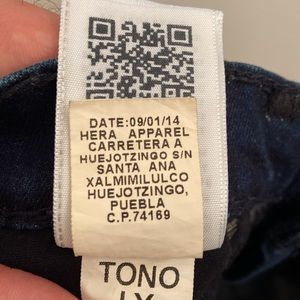 DATE:09/01/14
HERA APPAREL
CARRETERA A
HUEJOTZINGO S/N
SANTA ANA
XALMIMILULCO
HUEJOTZINGO,
PUEBLA
C.P.74169
TONO